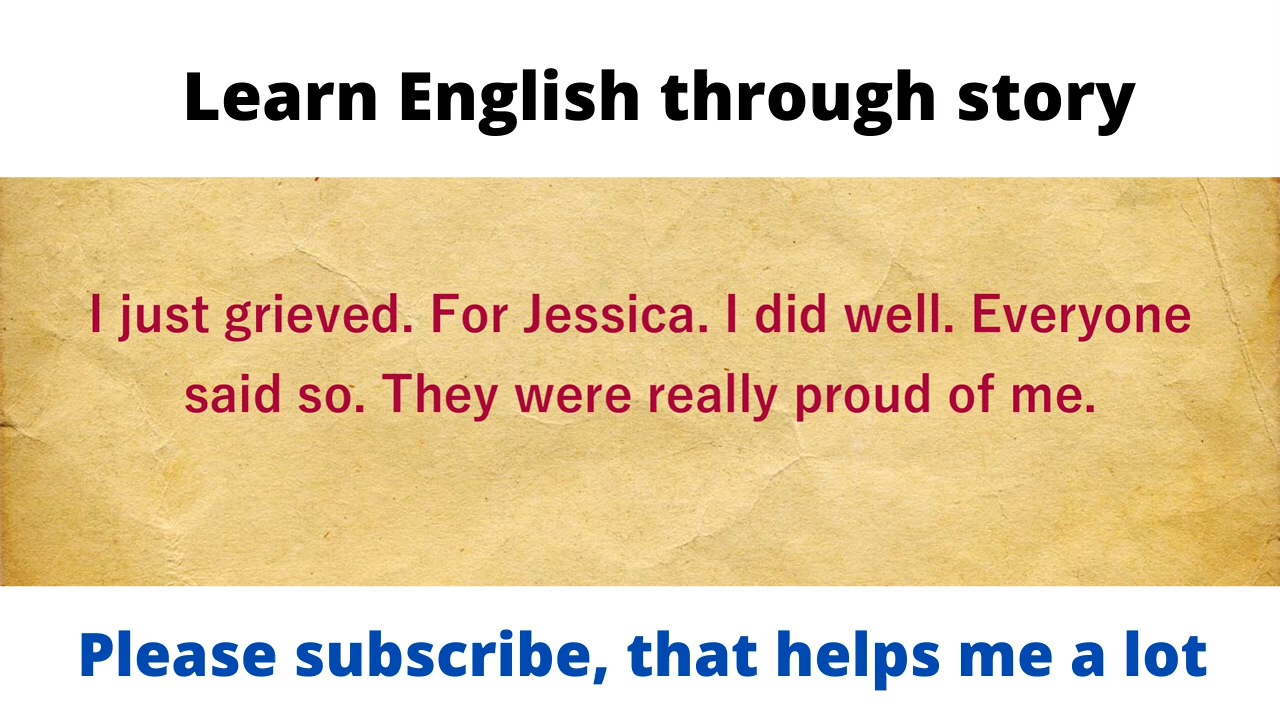 Learn English through story
I just grieved. For Jessica. I did well. Everyone
said so. They were really proud of me.
Please subscribe, that helps me a lot